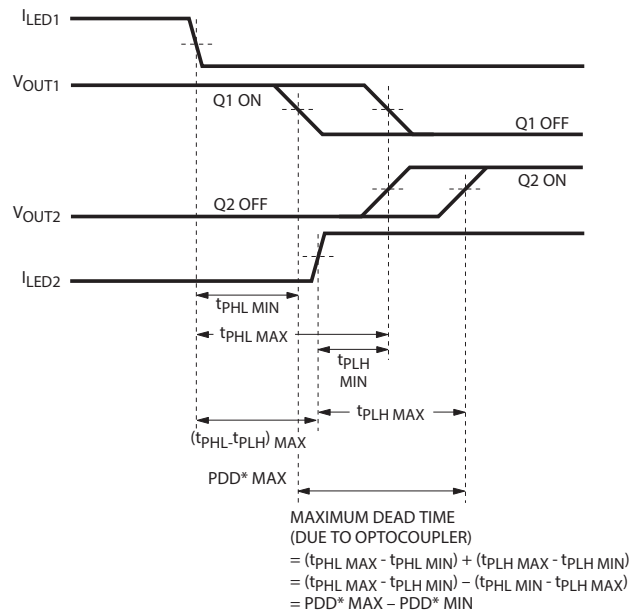 ILED1
VOUT1
Q1 ON
Q1 OFF
Q2 ON
Q2 OFF
VOUT2
ILED2
tPHL MIN
tPHL MAX
tPLH
MIN
tPLH MAX
(tPHL-tPLH) MAX
PDD* MAX
MAXIMUM DEAD TIME
(DUE TO OPTOCOUPLER)
= (tPHL MAX - tPHL MIN) + (tPLH MAX - tPLH MIN)
= (tPHL MAX - tPLH MIN) – (tPHL MIN - tPLH MAX)
= PDD* MAX – PDD* MIN